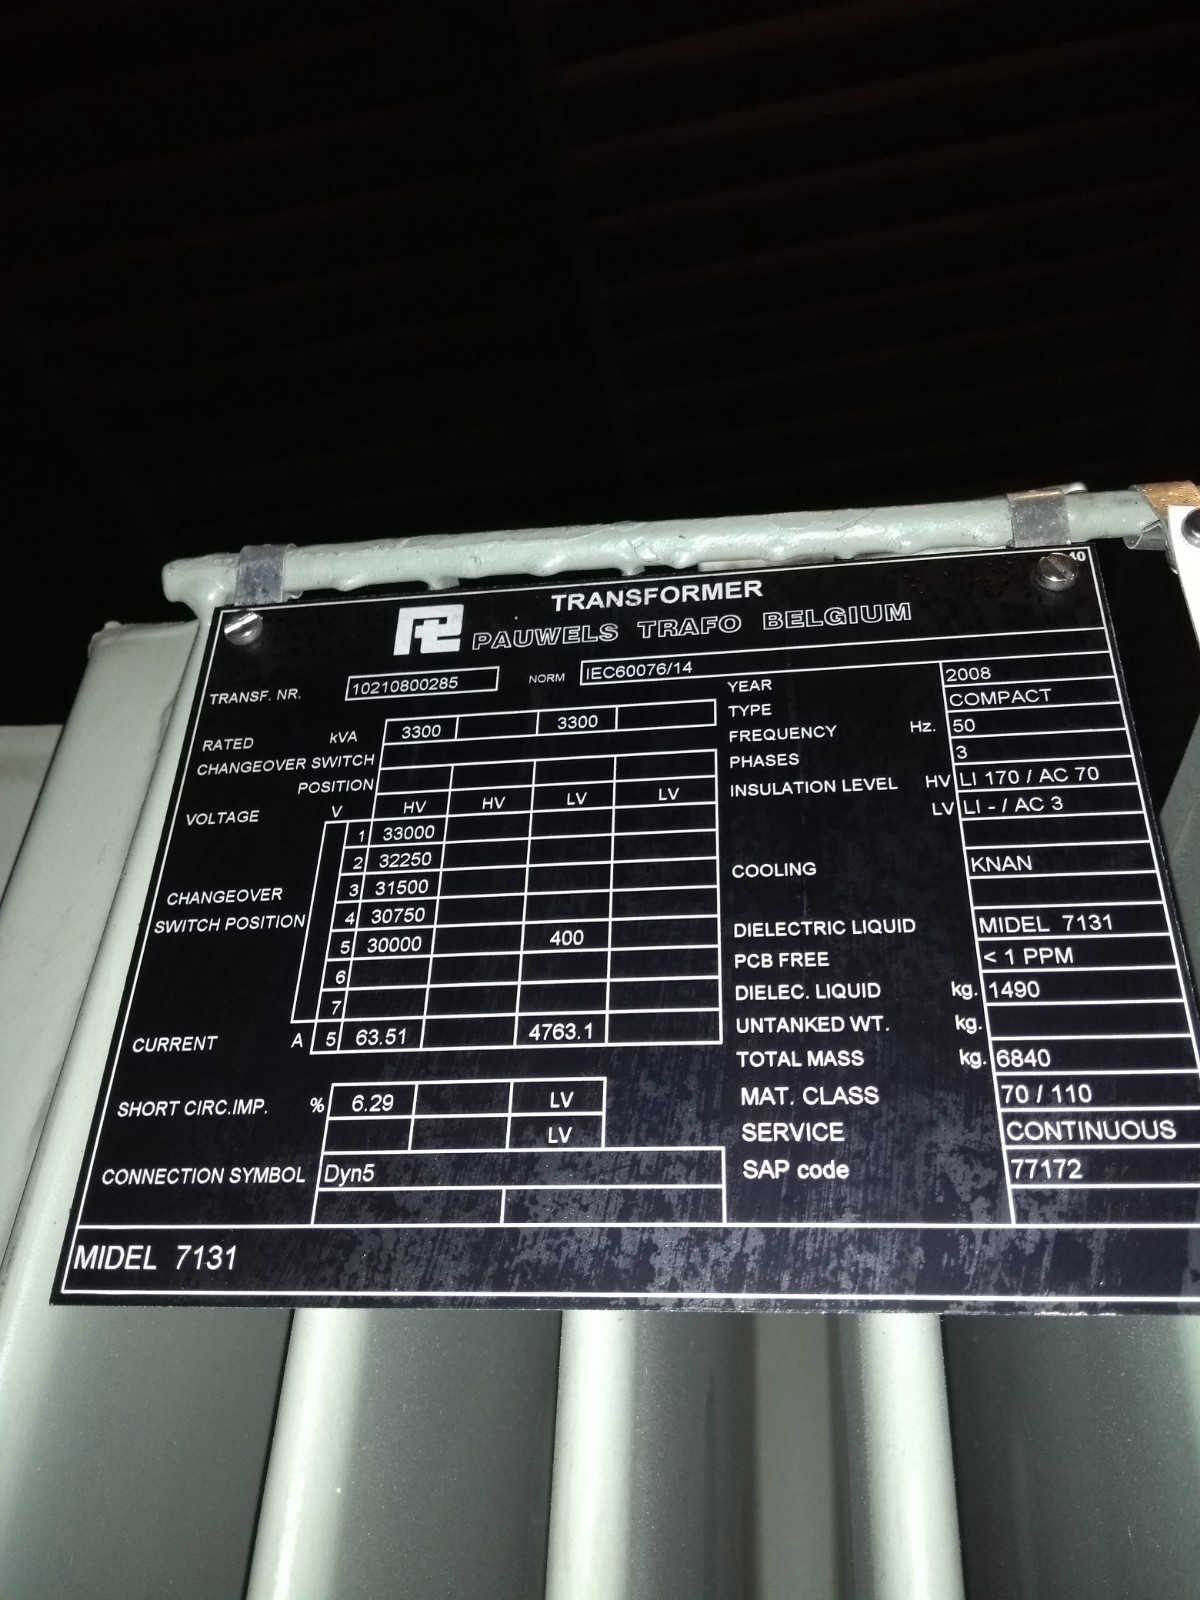 40
TRANSFORMER
PAUWELS TRAFO BELGIUM
TRANSF. NR. 10210800285 NORM IEC60076/14
RATED kVA 3300 3300
CHANGEOVER SWITCH
POSITION
VOLTAGE V HV HV LV LV
1 33000
2 32250
CHANGEOVER 3 31500
SWITCH POSITION 4 30750
5 30000 400
6
7
CURRENT A 5 63.51 4763.1
SHORT CIRC.IMP. % 6.29 LV
LV
CONNECTION SYMBOL Dyn5
YEAR 2008
TYPE COMPACT
FREQUENCY Hz. 50
PHASES 3
INSULATION LEVEL HV LI 170 / AC 70
LV LI - / AC 3
COOLING KNAN
DIELECTRIC LIQUID MIDEL 7131
PCB FREE < 1 PPM
DIELEC. LIQUID kg. 1490
UNTANKED WT. kg.
TOTAL MASS kg. 6840
MAT. CLASS 70 / 110
SERVICE CONTINUOUS
SAP code 77172
MIDEL 7131